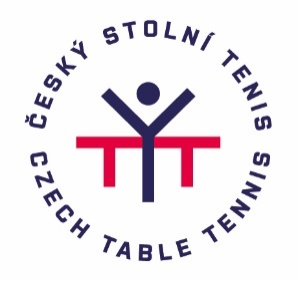 ČESKÝ STOLNÍ TENIS
CZECH TABLE TENNIS